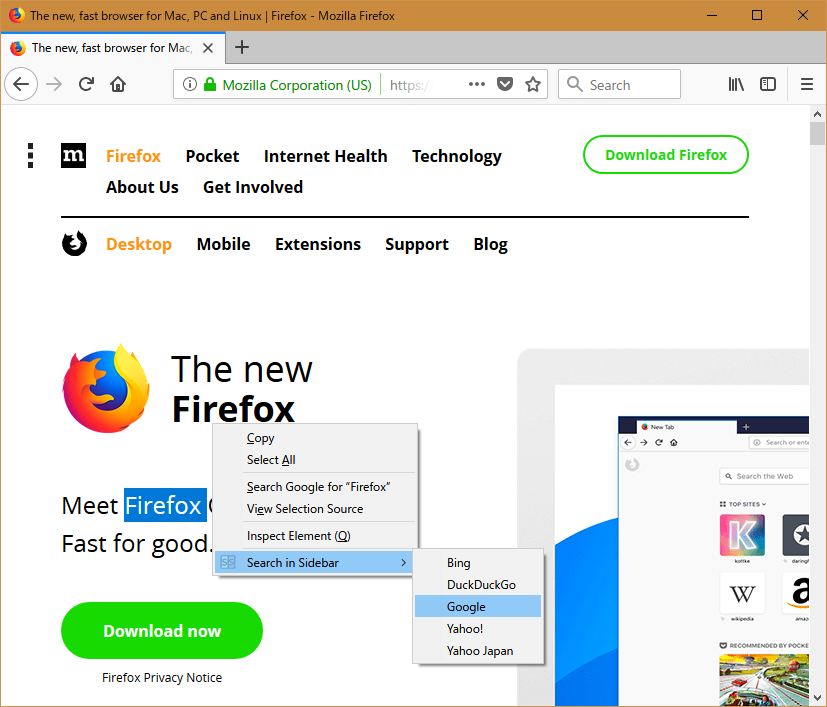 The new, fast browser for Mac, PC and Linux | Firefox - Mozilla Firefox
The new, fast browser for Mac,
Mozilla Corporation (US) https:/
Search
m Firefox Pocket Internet Health Technology
About Us Get Involved
Download Firefox
Desktop Mobile Extensions Support Blog
The new
Firefox
Meet Firefox
Fast for good.
Copy
Select All
Search Google for “Firefox”
View Selection Source
Inspect Element (Q)
SS Search in Sidebar
Bing
DuckDuckGo
Google
Yahoo!
Yahoo Japan
Download now
Firefox Privacy Notice
New Tab
Search or ente
Search the Web
TOP SITES
K
kottke
daringf
W
wikipedia
a
amaz
RECOMMENDED BY POCKE